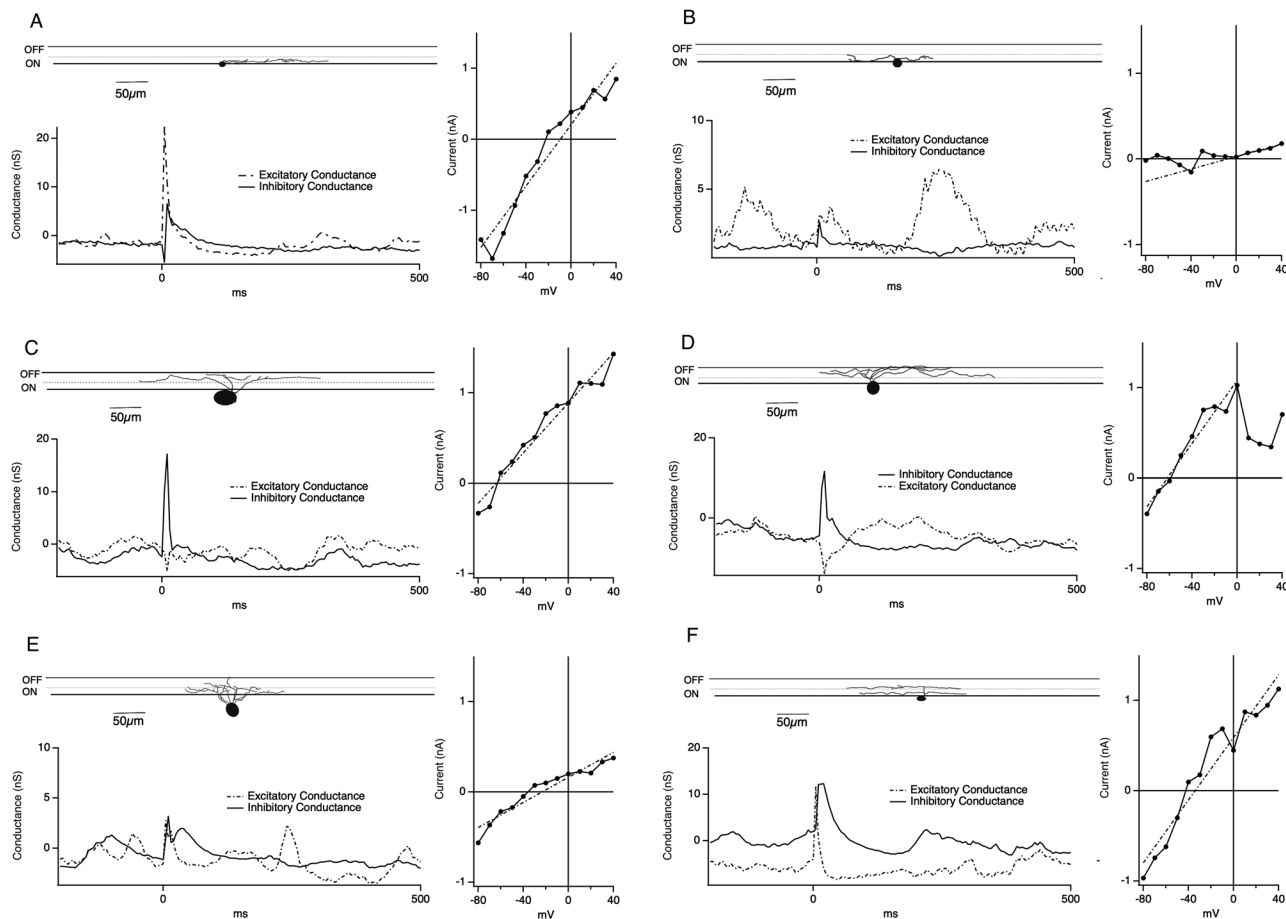 A
OFF
ON
50µm
Conductance (nS)
20
10
0
Excitatory Conductance
Inhibitory Conductance
0
500
ms
Current (nA)
1
0
-1
-80
-40
0
40
mV
B
OFF
ON
50µm
Conductance (nS)
10
5
Excitatory Conductance
Inhibitory Conductance
0
500
ms
Current (nA)
1
0
-1
-80
-40
0
40
mV
C
OFF
ON
50µm
Conductance (nS)
20
10
0
Excitatory Conductance
Inhibitory Conductance
0
500
ms
Current (nA)
1
0
-1
-80
-40
0
40
mV
D
OFF
ON
50µm
Conductance (nS)
20
0
Inhibitory Conductance
Excitatory Conductance
0
500
ms
Current (nA)
1
0
-1
-80
-40
0
40
mV
E
OFF
ON
50µm
Conductance (nS)
10
5
0
Excitatory Conductance
Inhibitory Conductance
0
500
ms
Current (nA)
1
0
-1
-80
-40
0
40
mV
F
OFF
ON
50µm
Conductance (nS)
20
10
0
-10
Excitatory Conductance
Inhibitory Conductance
0
500
ms
Current (nA)
1
0
-1
-80
-40
0
40
mV